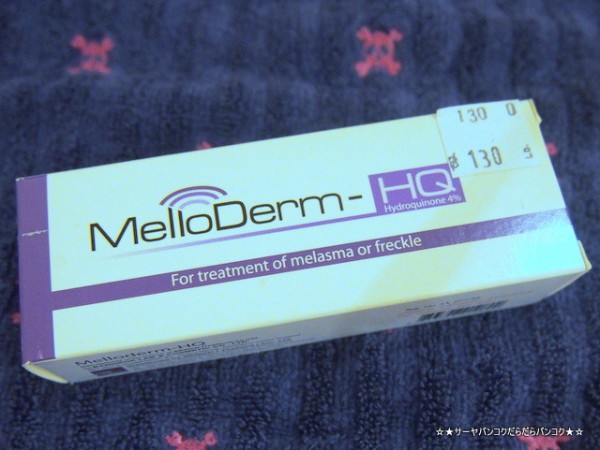 130 0
฿ 130
MelloDerm-HQ
Hydroquinone 4%
For treatment of melasma or freckle
Melloderm-HQ
☆★サーヤバンコクだらだらバンコク★☆